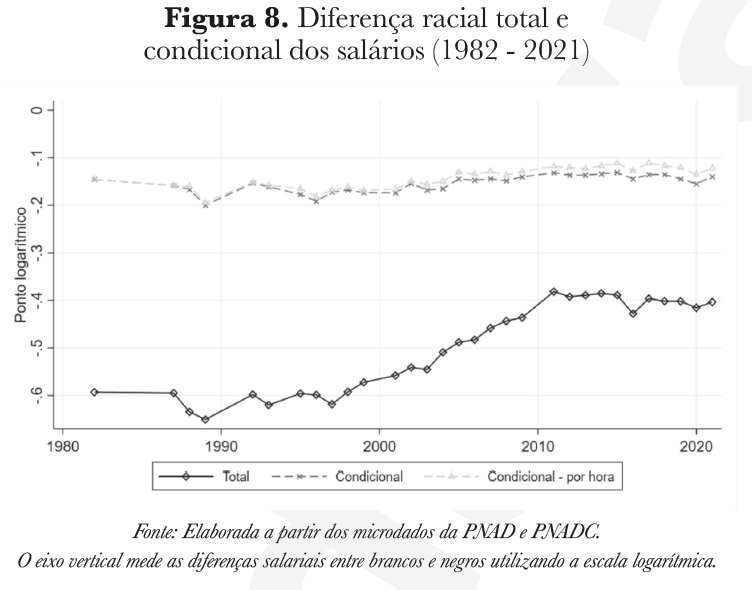 Figura 8. Diferença racial total e
condicional dos salários (1982 - 2021)
Ponto logarítmico
0
-.1
-.2
-.3
-.4
-.5
-.6
1980
1990
2000
2010
2020
Total
Condicional
Condicional - por hora
Fonte: Elaborada a partir dos microdados da PNAD e PNADC.
O eixo vertical mede as diferenças salariais entre brancos e negros utilizando a escala logarítmica.